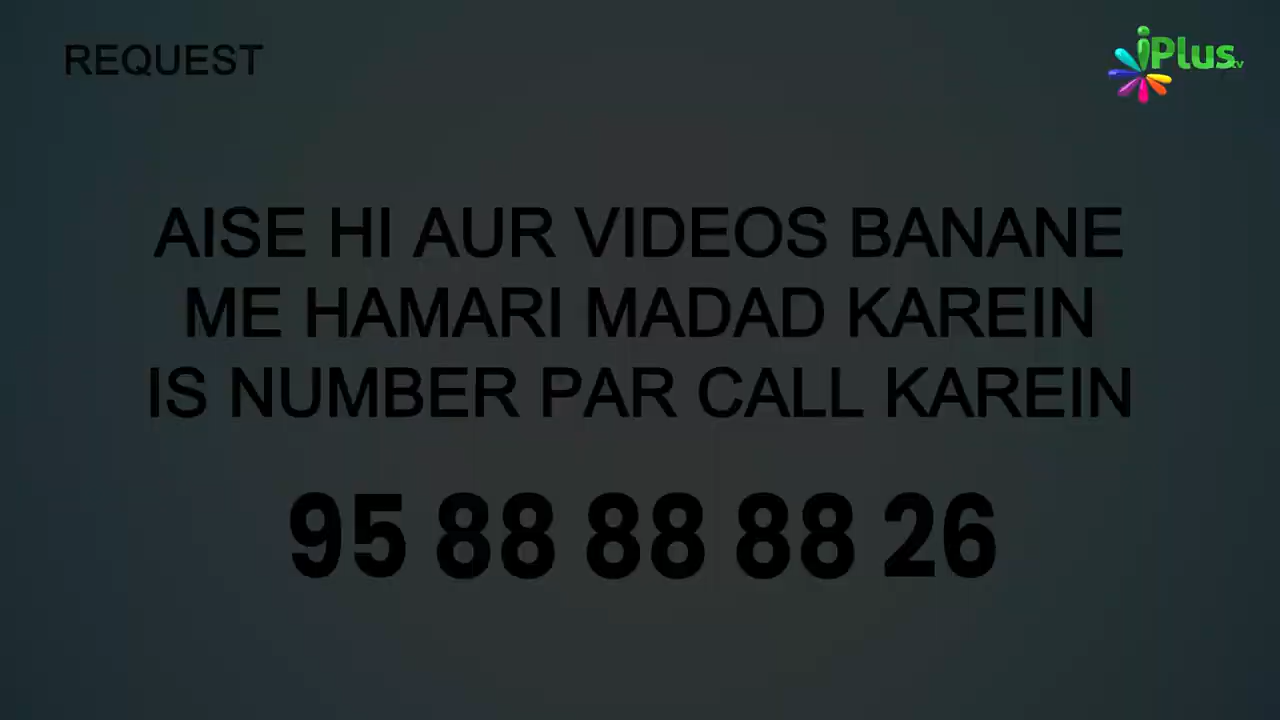 REQUEST
iPlus tv
AISE HI AUR VIDEOS BANANE
ME HAMARI MADAD KAREIN
IS NUMBER PAR CALL KAREIN
95 88 88 88 26